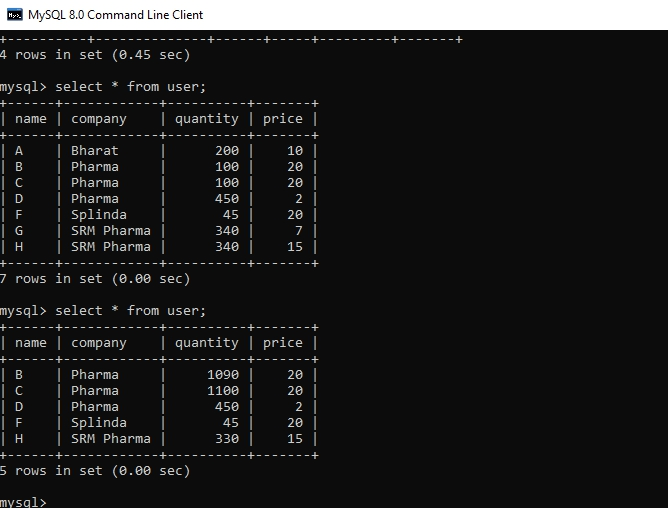 MySQL 8.0 Command Line Client
+----------+--------------+------+-----+---------+-------+
4 rows in set (0.45 sec)
mysql> select * from user;
+------+------------+----------+-------+
| name | company    | quantity | price |
+------+------------+----------+-------+
| A    | Bharat     |      200 |    10 |
| B    | Pharma     |      100 |    20 |
| C    | Pharma     |      100 |    20 |
| D    | Pharma     |      450 |     2 |
| F    | Splinda    |       45 |    20 |
| G    | SRM Pharma |      340 |     7 |
| H    | SRM Pharma |      340 |    15 |
+------+------------+----------+-------+
7 rows in set (0.00 sec)
mysql> select * from user;
+------+------------+----------+-------+
| name | company    | quantity | price |
+------+------------+----------+-------+
| B    | Pharma     |     1090 |    20 |
| C    | Pharma     |     1100 |    20 |
| D    | Pharma     |      450 |     2 |
| F    | Splinda    |       45 |    20 |
| H    | SRM Pharma |      330 |    15 |
+------+------------+----------+-------+
5 rows in set (0.00 sec)
mysql>